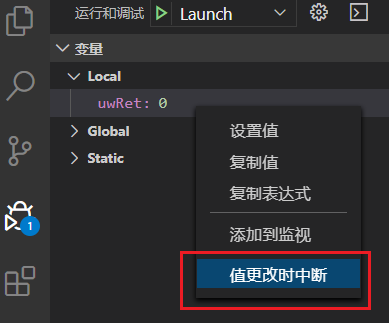 运行和调试 Launch
变量
Local
uwRet: 0
Global
Static
设置值
复制值
复制表达式
添加到监视
值更改时中断
1